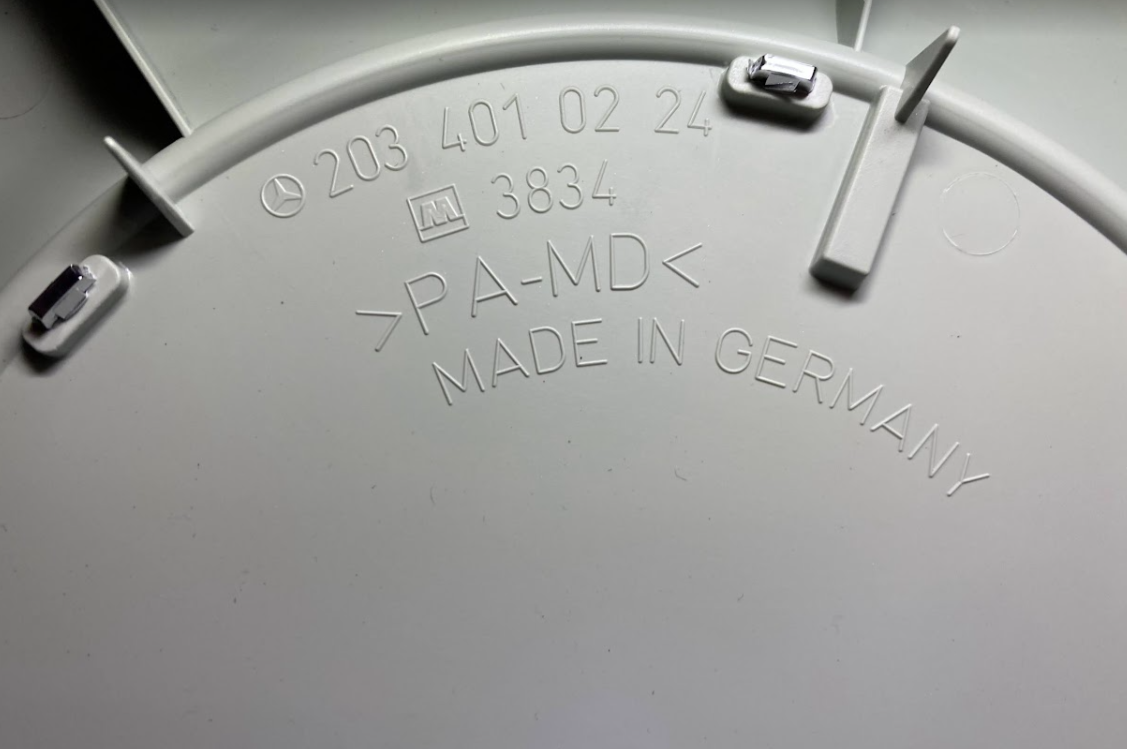 203 401 02 24
3834
>PA-MD<
MADE IN GERMANY